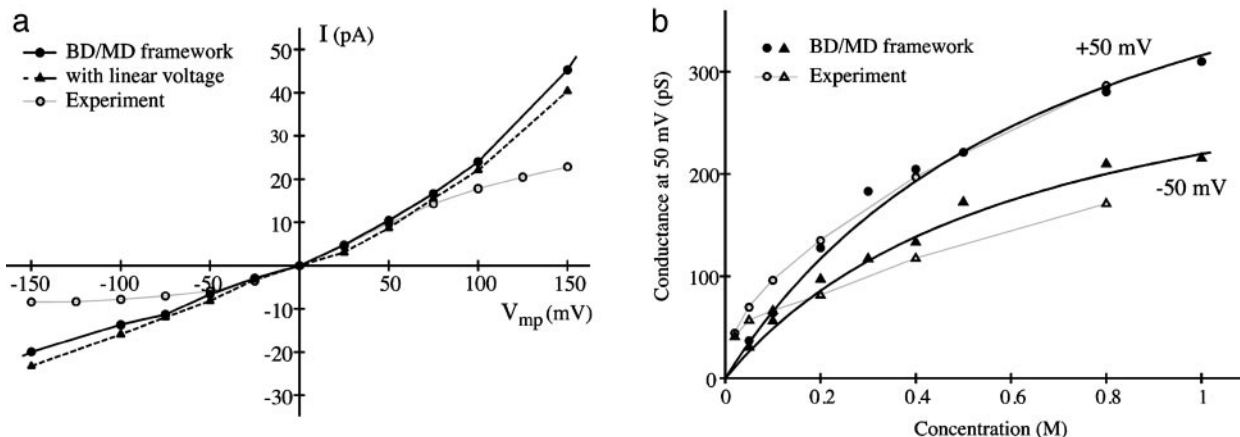 a
I (pA)
BD/MD framework
with linear voltage
Experiment
50
40
30
20
10
-150
-100
-50
50
100
150
V_mp (mV)
-10
-20
-30
b
BD/MD framework
Experiment
+50 mV
-50 mV
Conductance at 50 mV (pS)
300
200
100
0
0
0.2
0.4
0.6
0.8
1
Concentration (M)